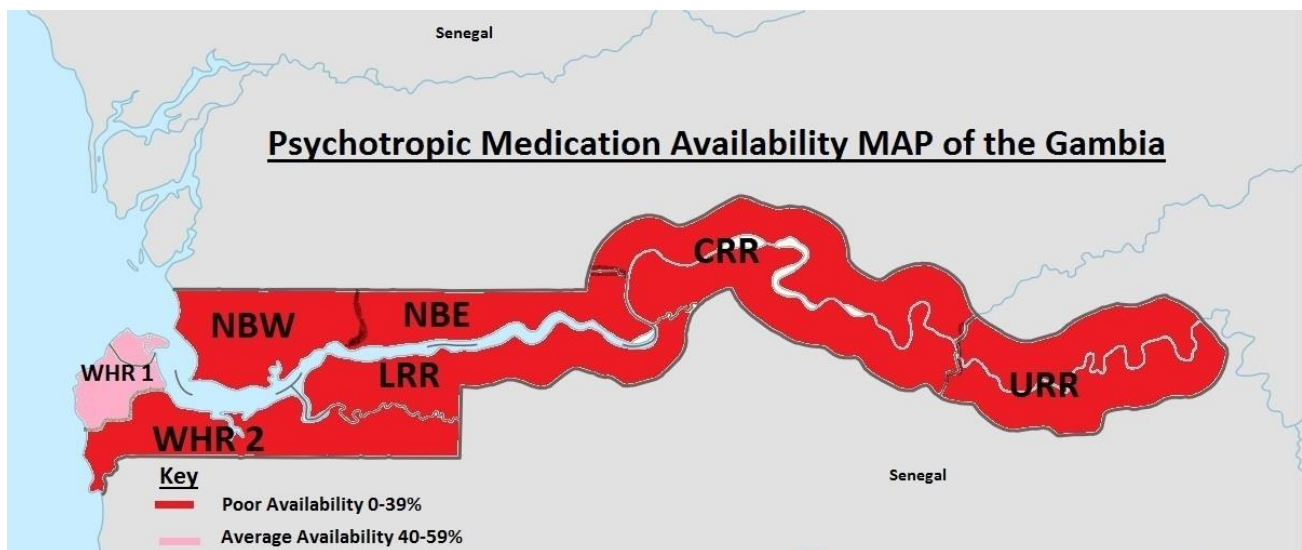 Senegal
Psychotropic Medication Availability MAP of the Gambia
CRR
NBW
NBE
WHR 1
LRR
URR
WHR 2
Senegal
Key
Poor Availability 0-39%
Average Availability 40-59%